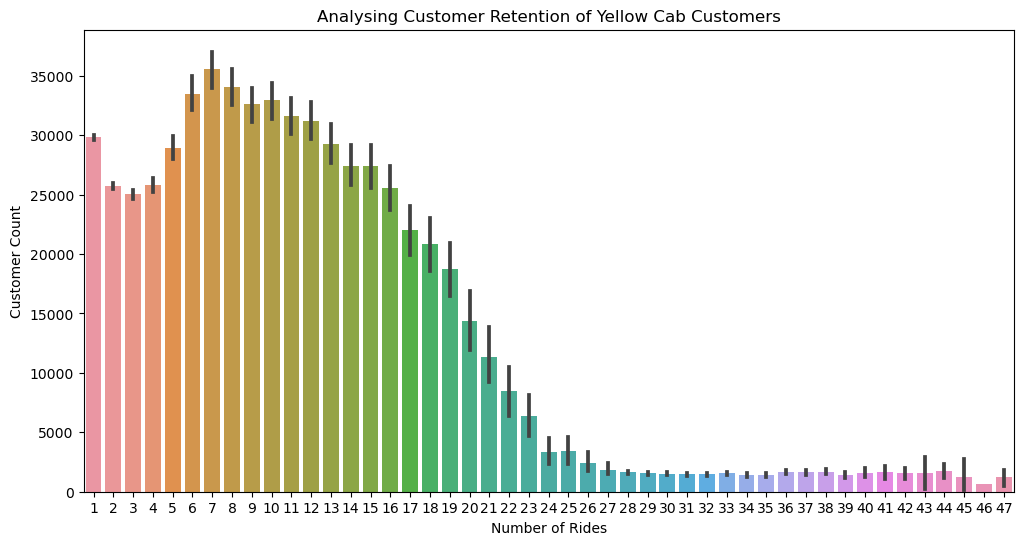 Analysing Customer Retention of Yellow Cab Customers
Customer Count
35000
30000
25000
20000
15000
10000
5000
0
1 2 3 4 5 6 7 8 9 10 11 12 13 14 15 16 17 18 19 20 21 22 23 24 25 26 27 28 29 30 31 32 33 34 35 36 37 38 39 40 41 42 43 44 45 46 47
Number of Rides